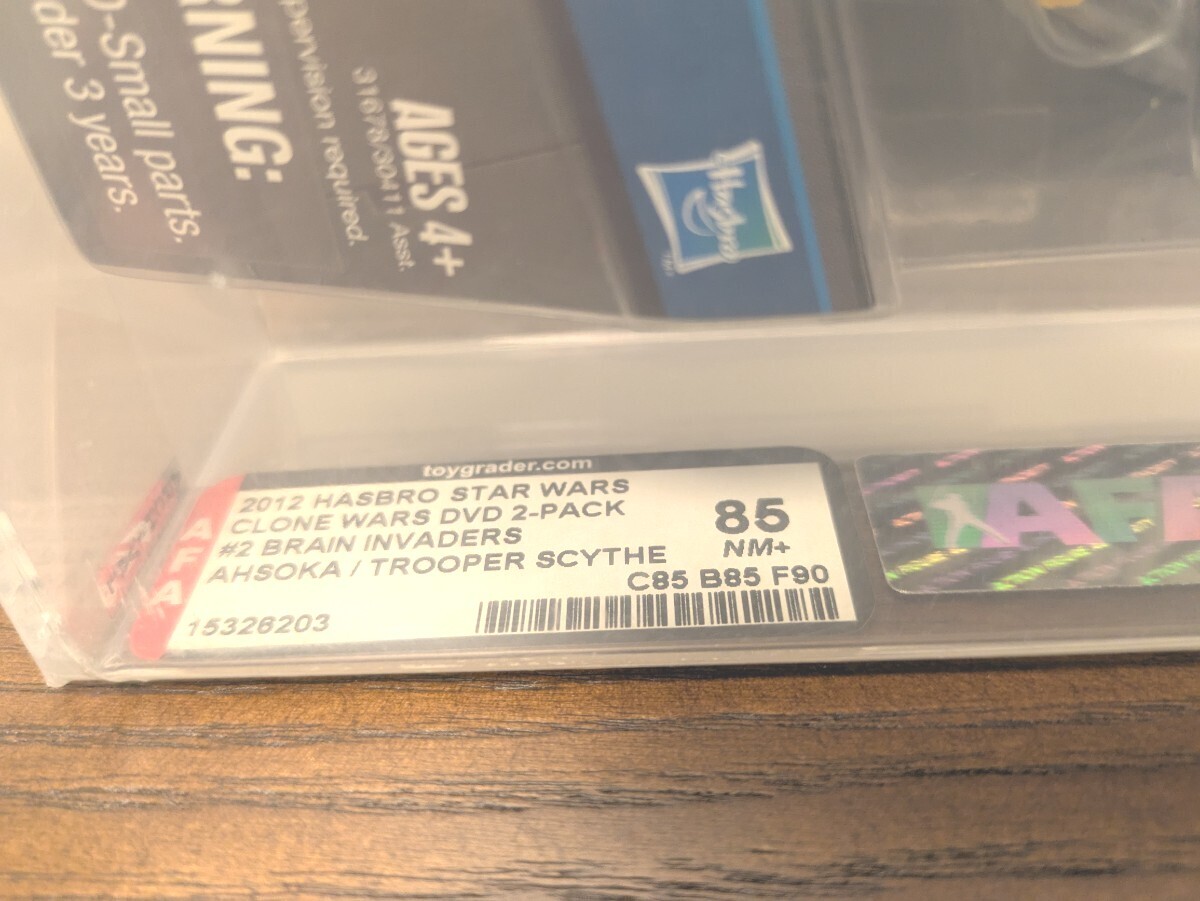 RNING:
O-Small parts.
der 3 years.
pervision required.
AGES 4+
31678/30411 Asst.
Hasbro
toygrader.com
AFA
2012 HASBRO STAR WARS
CLONE WARS DVD 2-PACK
#2 BRAIN INVADERS
AHSOKA / TROOPER SCYTHE
85
NM+
C85 B85 F90
15326203
AFA